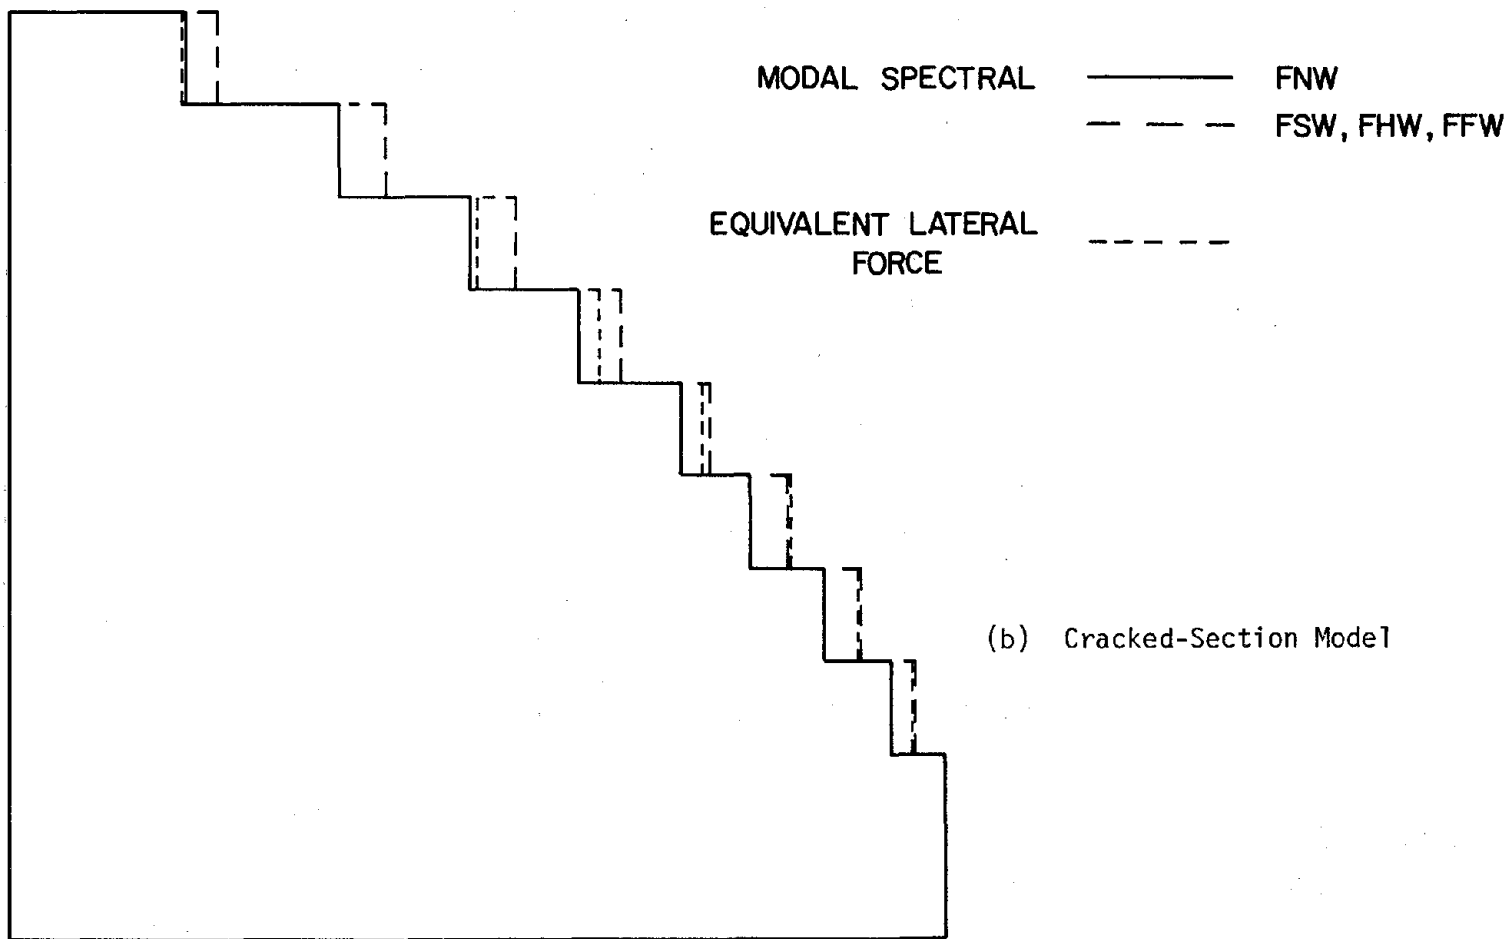 MODAL SPECTRAL FNW
FSW, FHW, FFW
EQUIVALENT LATERAL
FORCE
(b) Cracked-Section Model